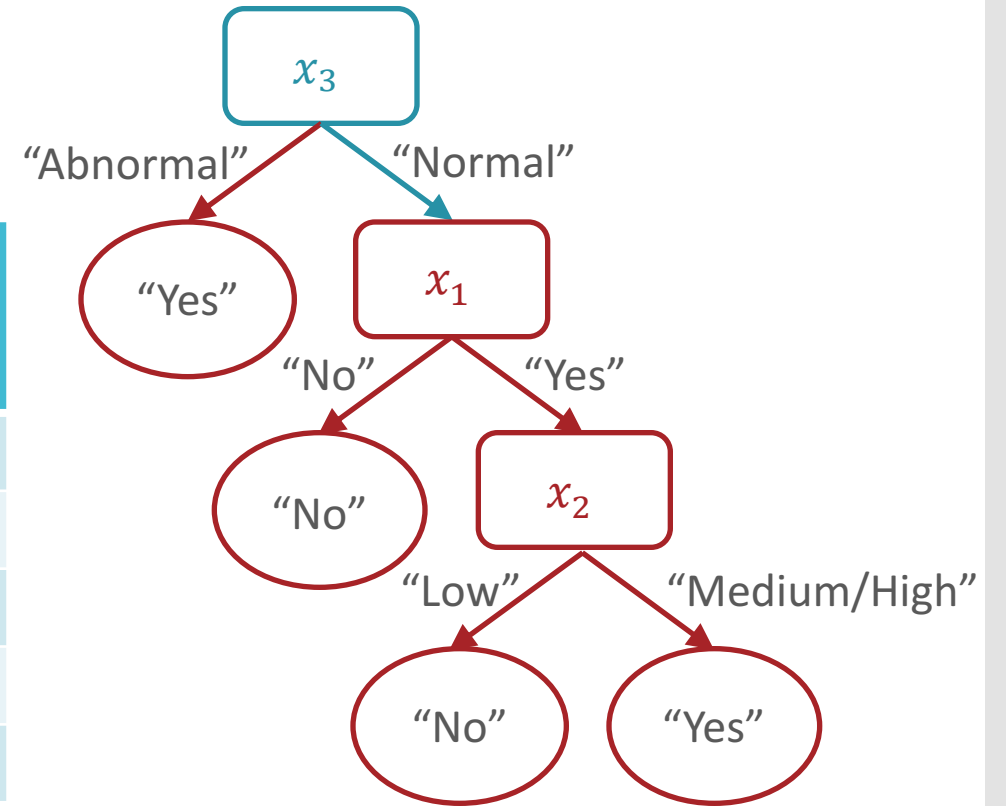 x₃
“Abnormal” “Normal”
“Yes”
x₁
“No” “Yes”
“No”
x₂
“Low” “Medium/High”
“No” “Yes”